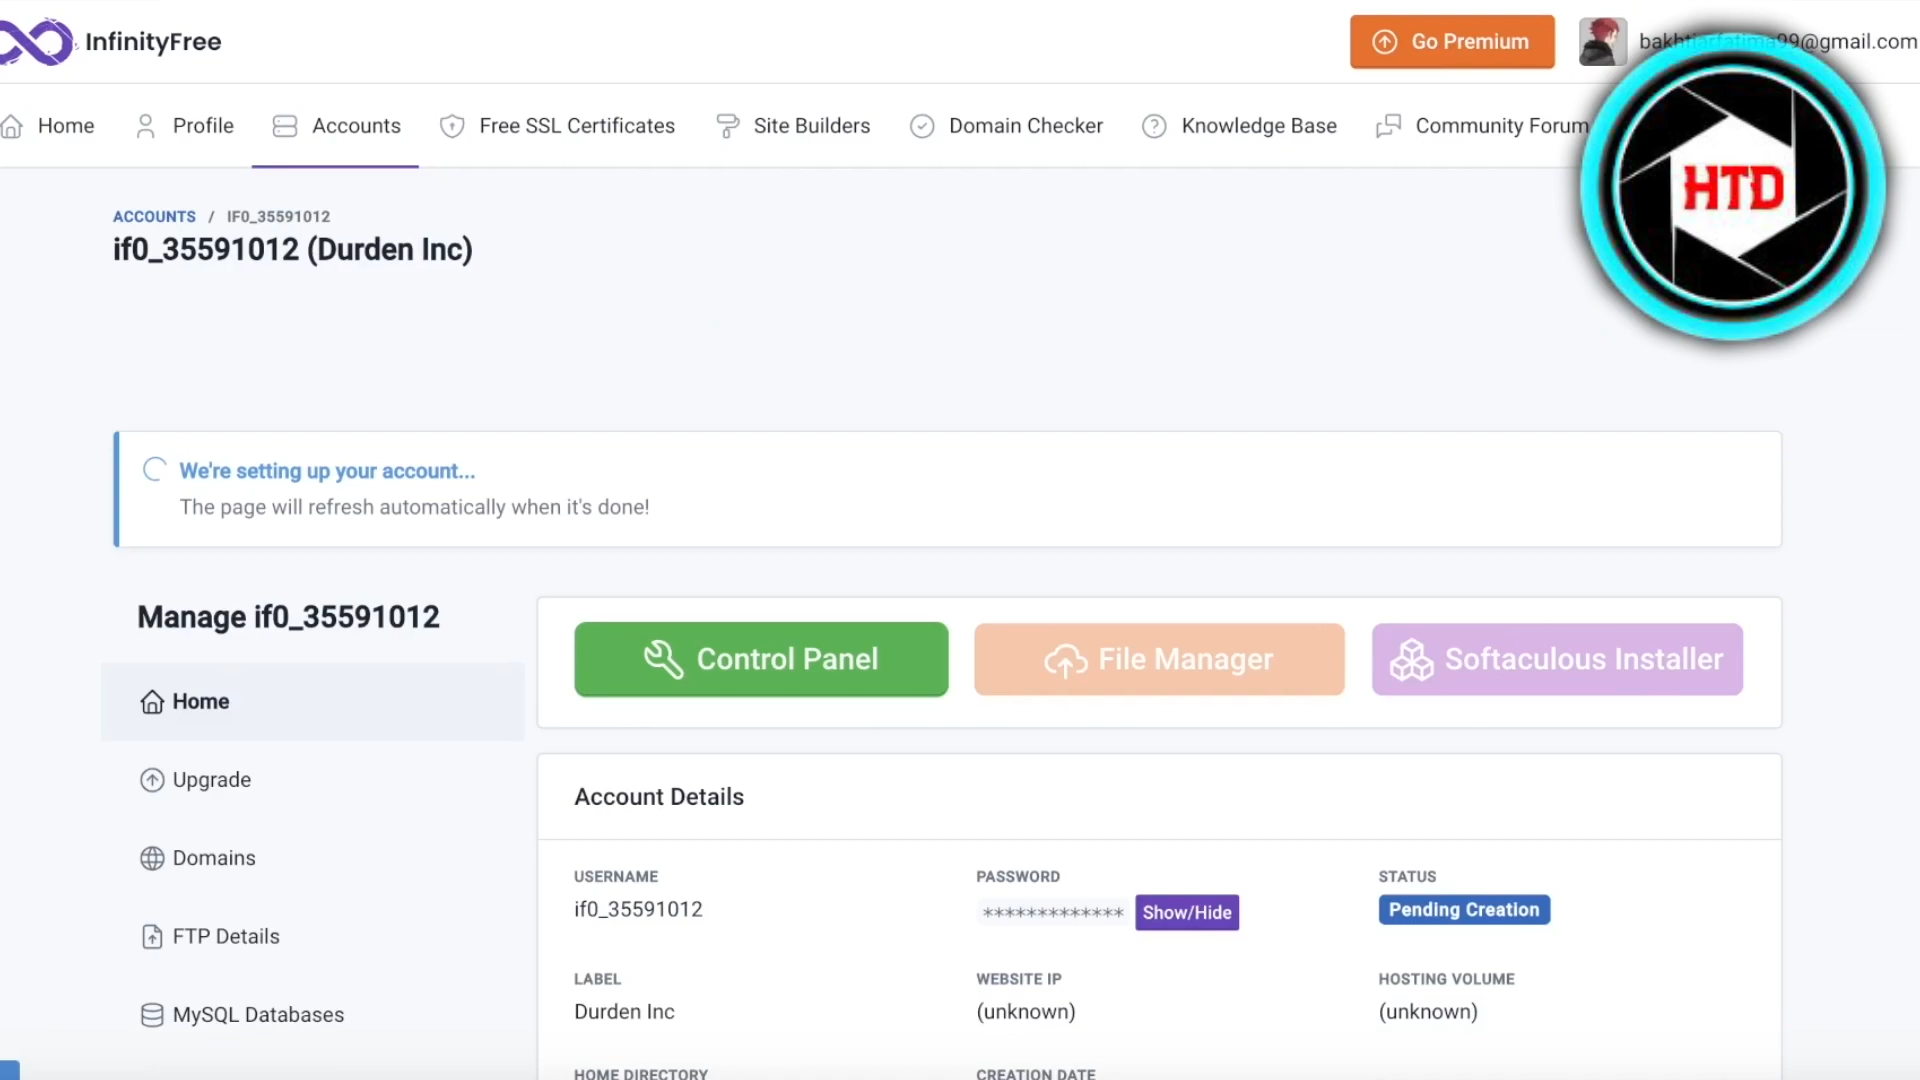 InfinityFree
Go Premium
bakhtiarfatima99@gmail.com
Home
Profile
Accounts
Free SSL Certificates
Site Builders
Domain Checker
Knowledge Base
Community Forum
HTD
ACCOUNTS / IF0_35591012
if0_35591012 (Durden Inc)
We're setting up your account...
The page will refresh automatically when it's done!
Manage if0_35591012
Home
Upgrade
Domains
FTP Details
MySQL Databases
Control Panel
File Manager
Softaculous Installer
Account Details
USERNAME
if0_35591012
PASSWORD
************* Show/Hide
STATUS
Pending Creation
LABEL
Durden Inc
WEBSITE IP
(unknown)
HOSTING VOLUME
(unknown)
HOME DIRECTORY
CREATION DATE